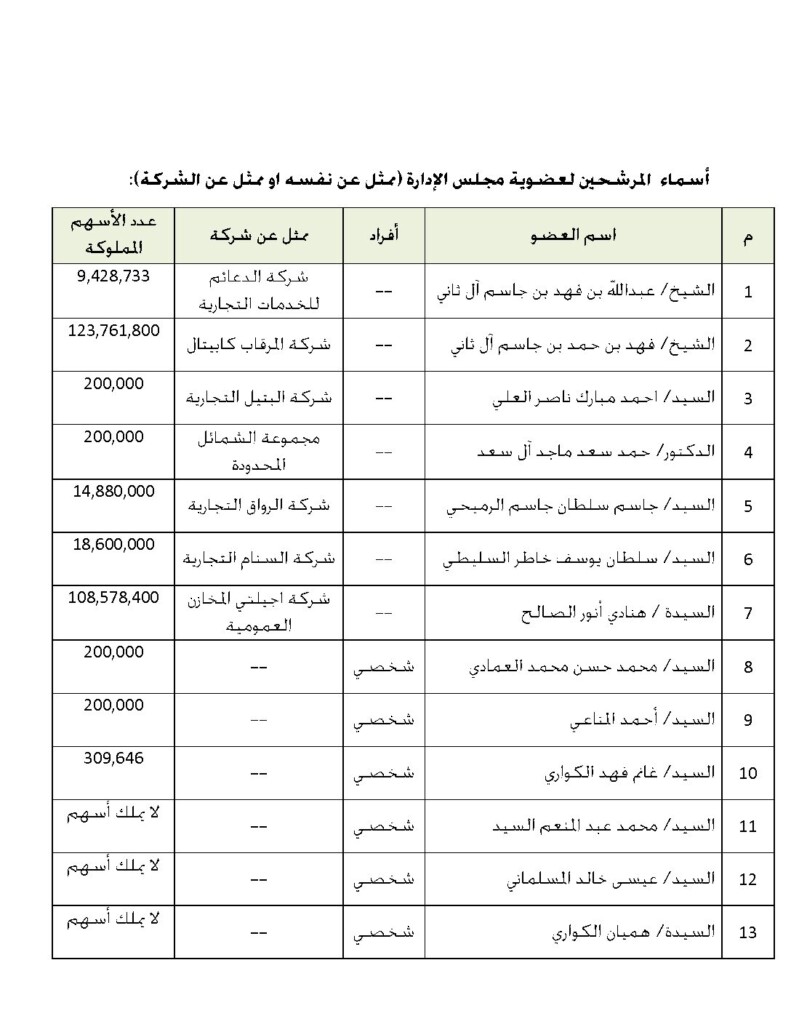 أسماء المرشحين لعضوية مجلس الإدارة (ممثل عن نفسه او ممثل عن الشركة):
م اسم العضو أفراد ممثل عن شركة عدد الأسهم المملوكة
1 الشيخ/ عبدالله بن فهد بن جاسم آل ثاني -- شركة الدعائم للخدمات التجارية 9,428,733
2 الشيخ/ فهد بن حمد بن جاسم آل ثاني -- شركة المرقاب كابيتال 123,761,800
3 السيد/ احمد مبارك ناصر العلي -- شركة البتيل التجارية 200,000
4 الدكتور/ حمد سعد ماجد آل سعد -- مجموعة الشمائل المحدودة 200,000
5 السيد/ جاسم سلطان جاسم الرميحي -- شركة الرواق التجارية 14,880,000
6 السيد/ سلطان يوسف خاطر السليطي -- شركة السنام التجارية 18,600,000
7 السيدة / هنادي أنور الصالح -- شركة اجيلتي المخازن العمومية 108,578,400
8 السيد/ محمد حسن محمد العمادي شخصي -- 200,000
9 السيد/ أحمد المناعي شخصي -- 200,000
10 السيد/ غانم فهد الكواري شخصي -- 309,646
11 السيد/ محمد عبد المنعم السيد شخصي -- لا يملك أسهم
12 السيد/ عيسى خالد المسلماني شخصي -- لا يملك أسهم
13 السيدة/ هميان الكواري شخصي -- لا يملك أسهم